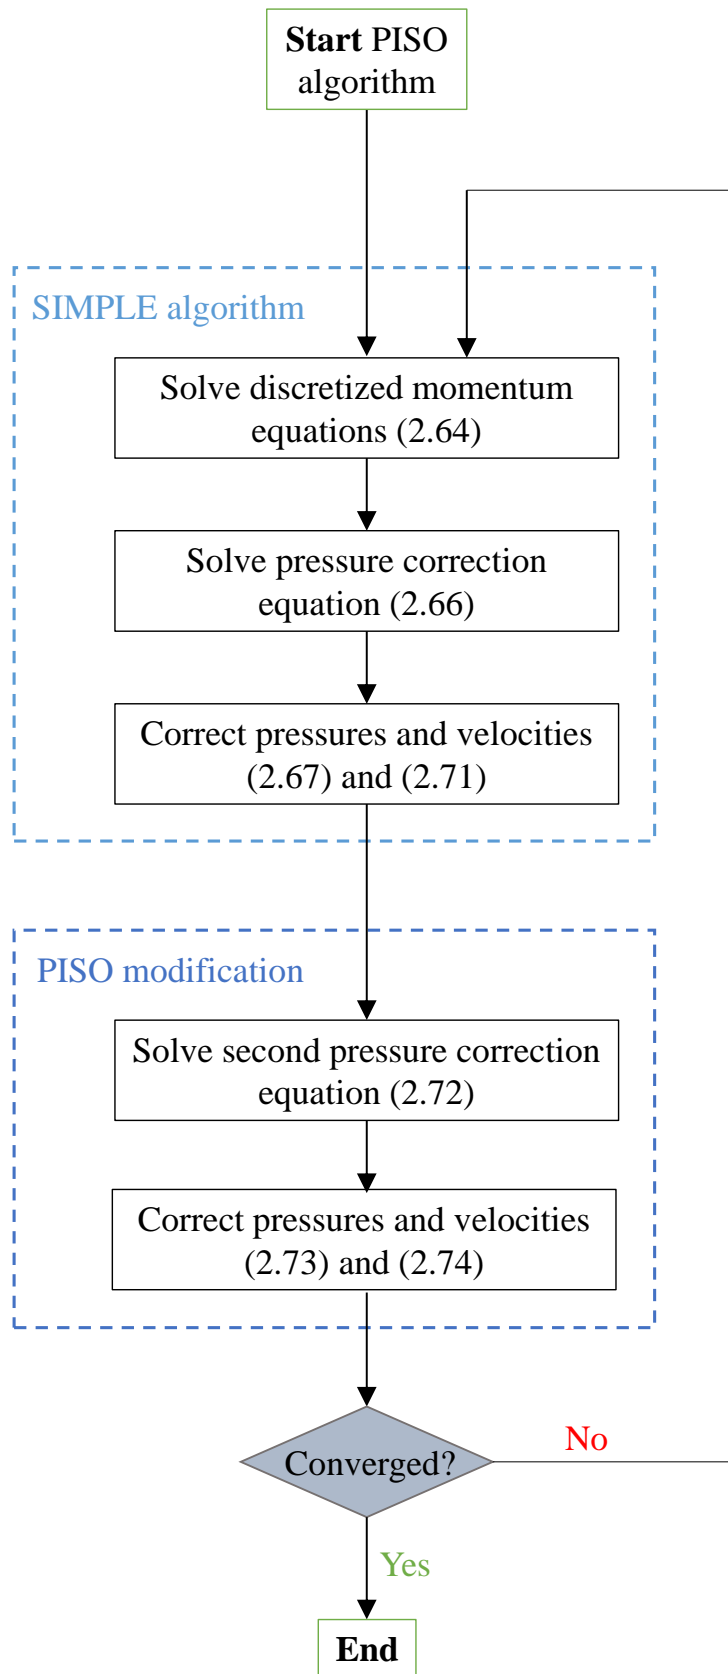 Start PISO
algorithm
SIMPLE algorithm
Solve discretized momentum
equations (2.64)
Solve pressure correction
equation (2.66)
Correct pressures and velocities
(2.67) and (2.71)
PISO modification
Solve second pressure correction
equation (2.72)
Correct pressures and velocities
(2.73) and (2.74)
Converged?
No
Yes
End